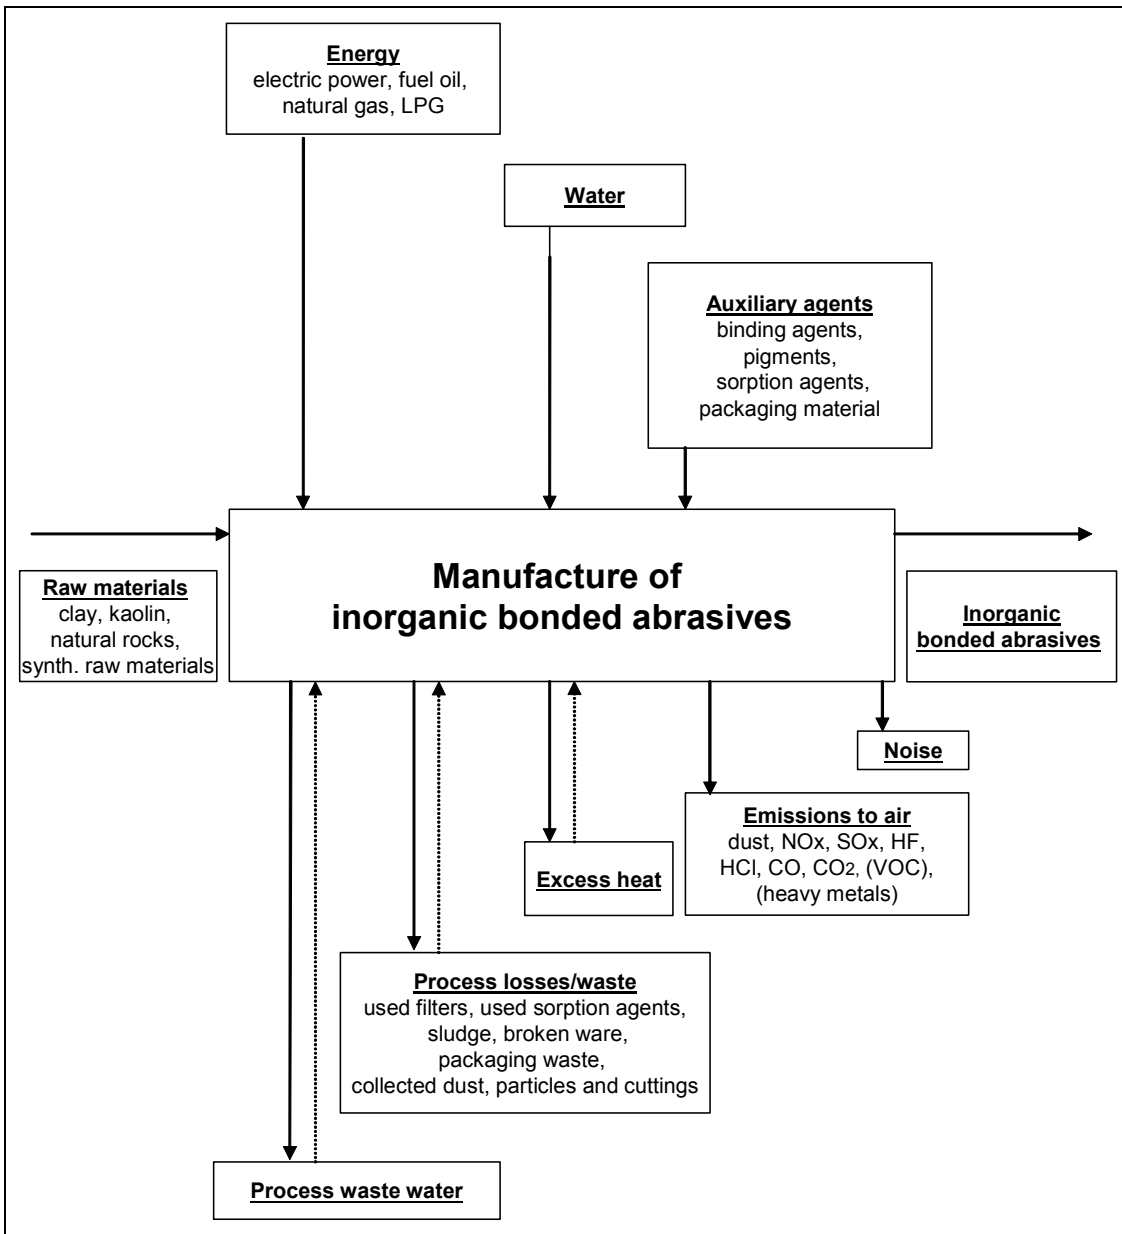 Energy
electric power, fuel oil,
natural gas, LPG
Water
Auxiliary agents
binding agents,
pigments,
sorption agents,
packaging material
Manufacture of
inorganic bonded abrasives
Raw materials
clay, kaolin,
natural rocks,
synth. raw materials
Inorganic
bonded abrasives
Noise
Emissions to air
dust, NOx, SOx, HF,
HCl, CO, CO2, (VOC),
(heavy metals)
Excess heat
Process losses/waste
used filters, used sorption agents,
sludge, broken ware,
packaging waste,
collected dust, particles and cuttings
Process waste water